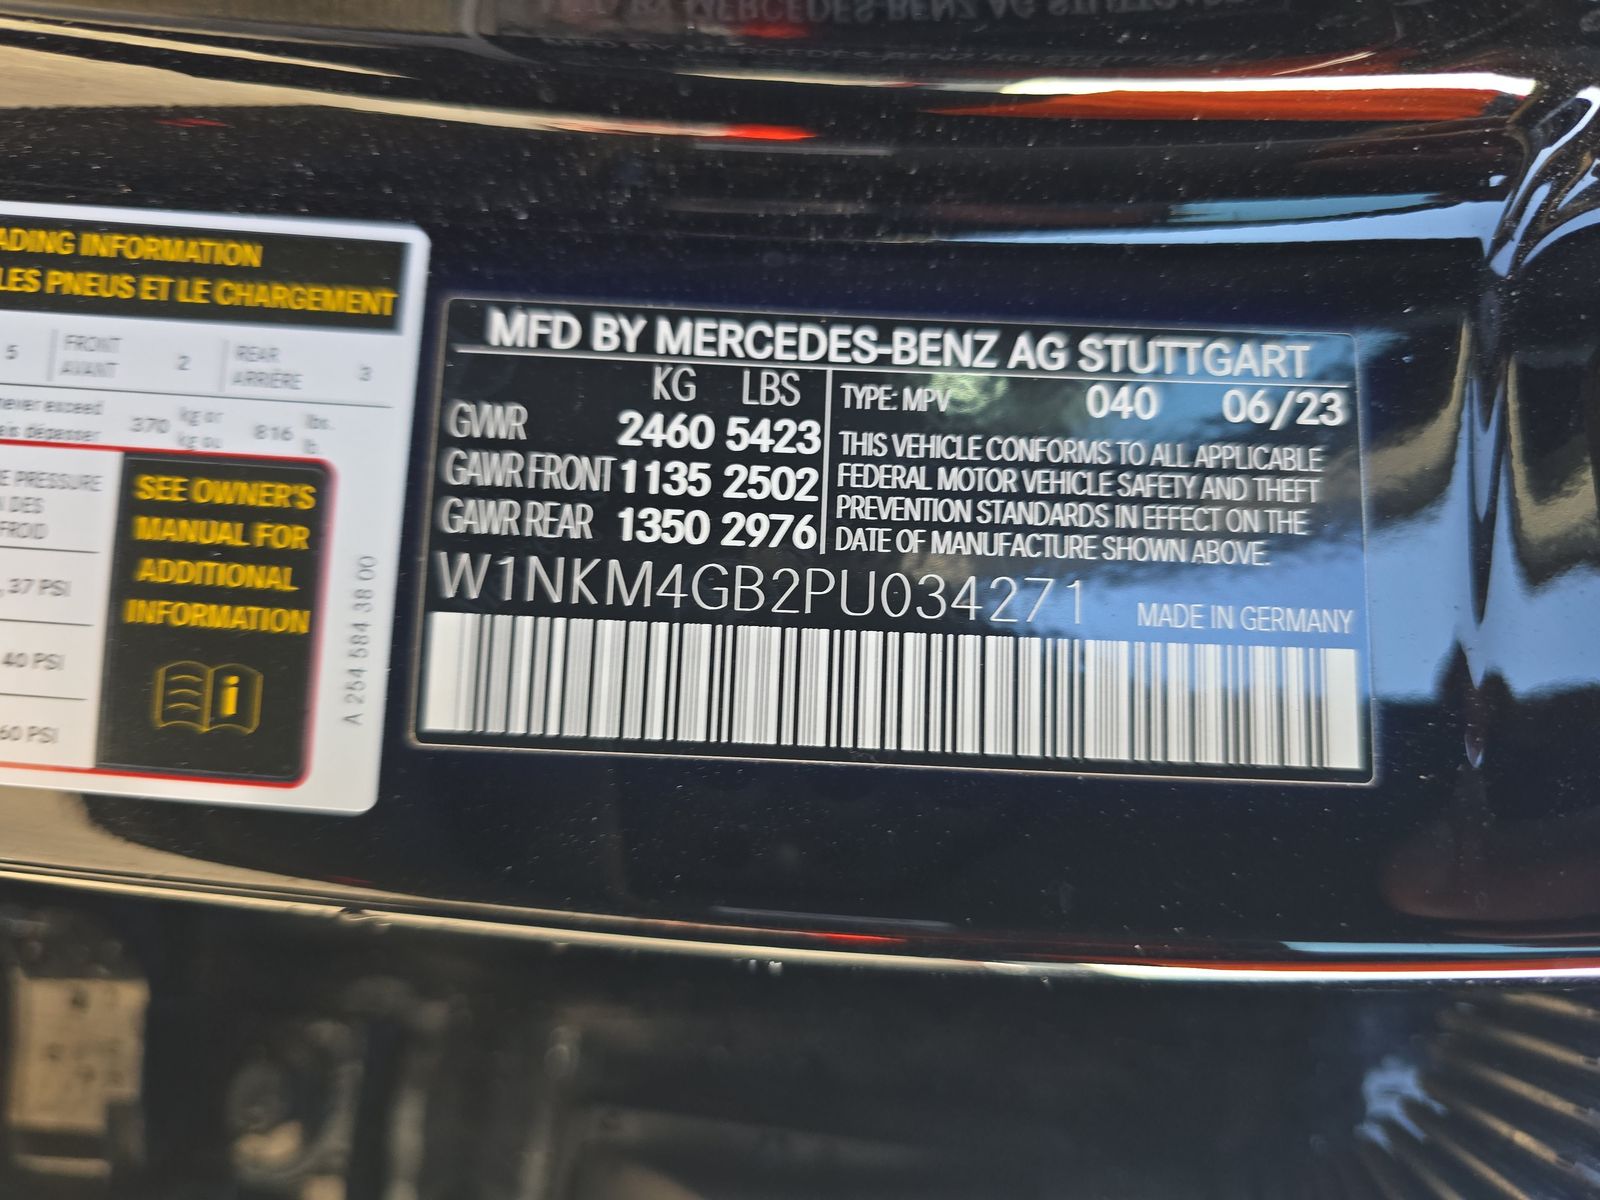 ADING INFORMATION
LES PNEUS ET LE CHARGEMENT
5 FRONT AVANT 2 REAR ARRIÈRE 3
never exceed 370 kg or 816 lbs.
dépasser kg ou lb.
E PRESSURE
DES
FROID
37 PSI
40 PSI
60 PSI
SEE OWNER'S
MANUAL FOR
ADDITIONAL
INFORMATION
A 254 584 38 00
MFD BY MERCEDES-BENZ AG STUTTGART
KG LBS
GVWR 2460 5423
GAWR FRONT 1135 2502
GAWR REAR 1350 2976
TYPE: MPV 040 06/23
THIS VEHICLE CONFORMS TO ALL APPLICABLE
FEDERAL MOTOR VEHICLE SAFETY AND THEFT
PREVENTION STANDARDS IN EFFECT ON THE
DATE OF MANUFACTURE SHOWN ABOVE.
W1NKM4GB2PU034271
MADE IN GERMANY